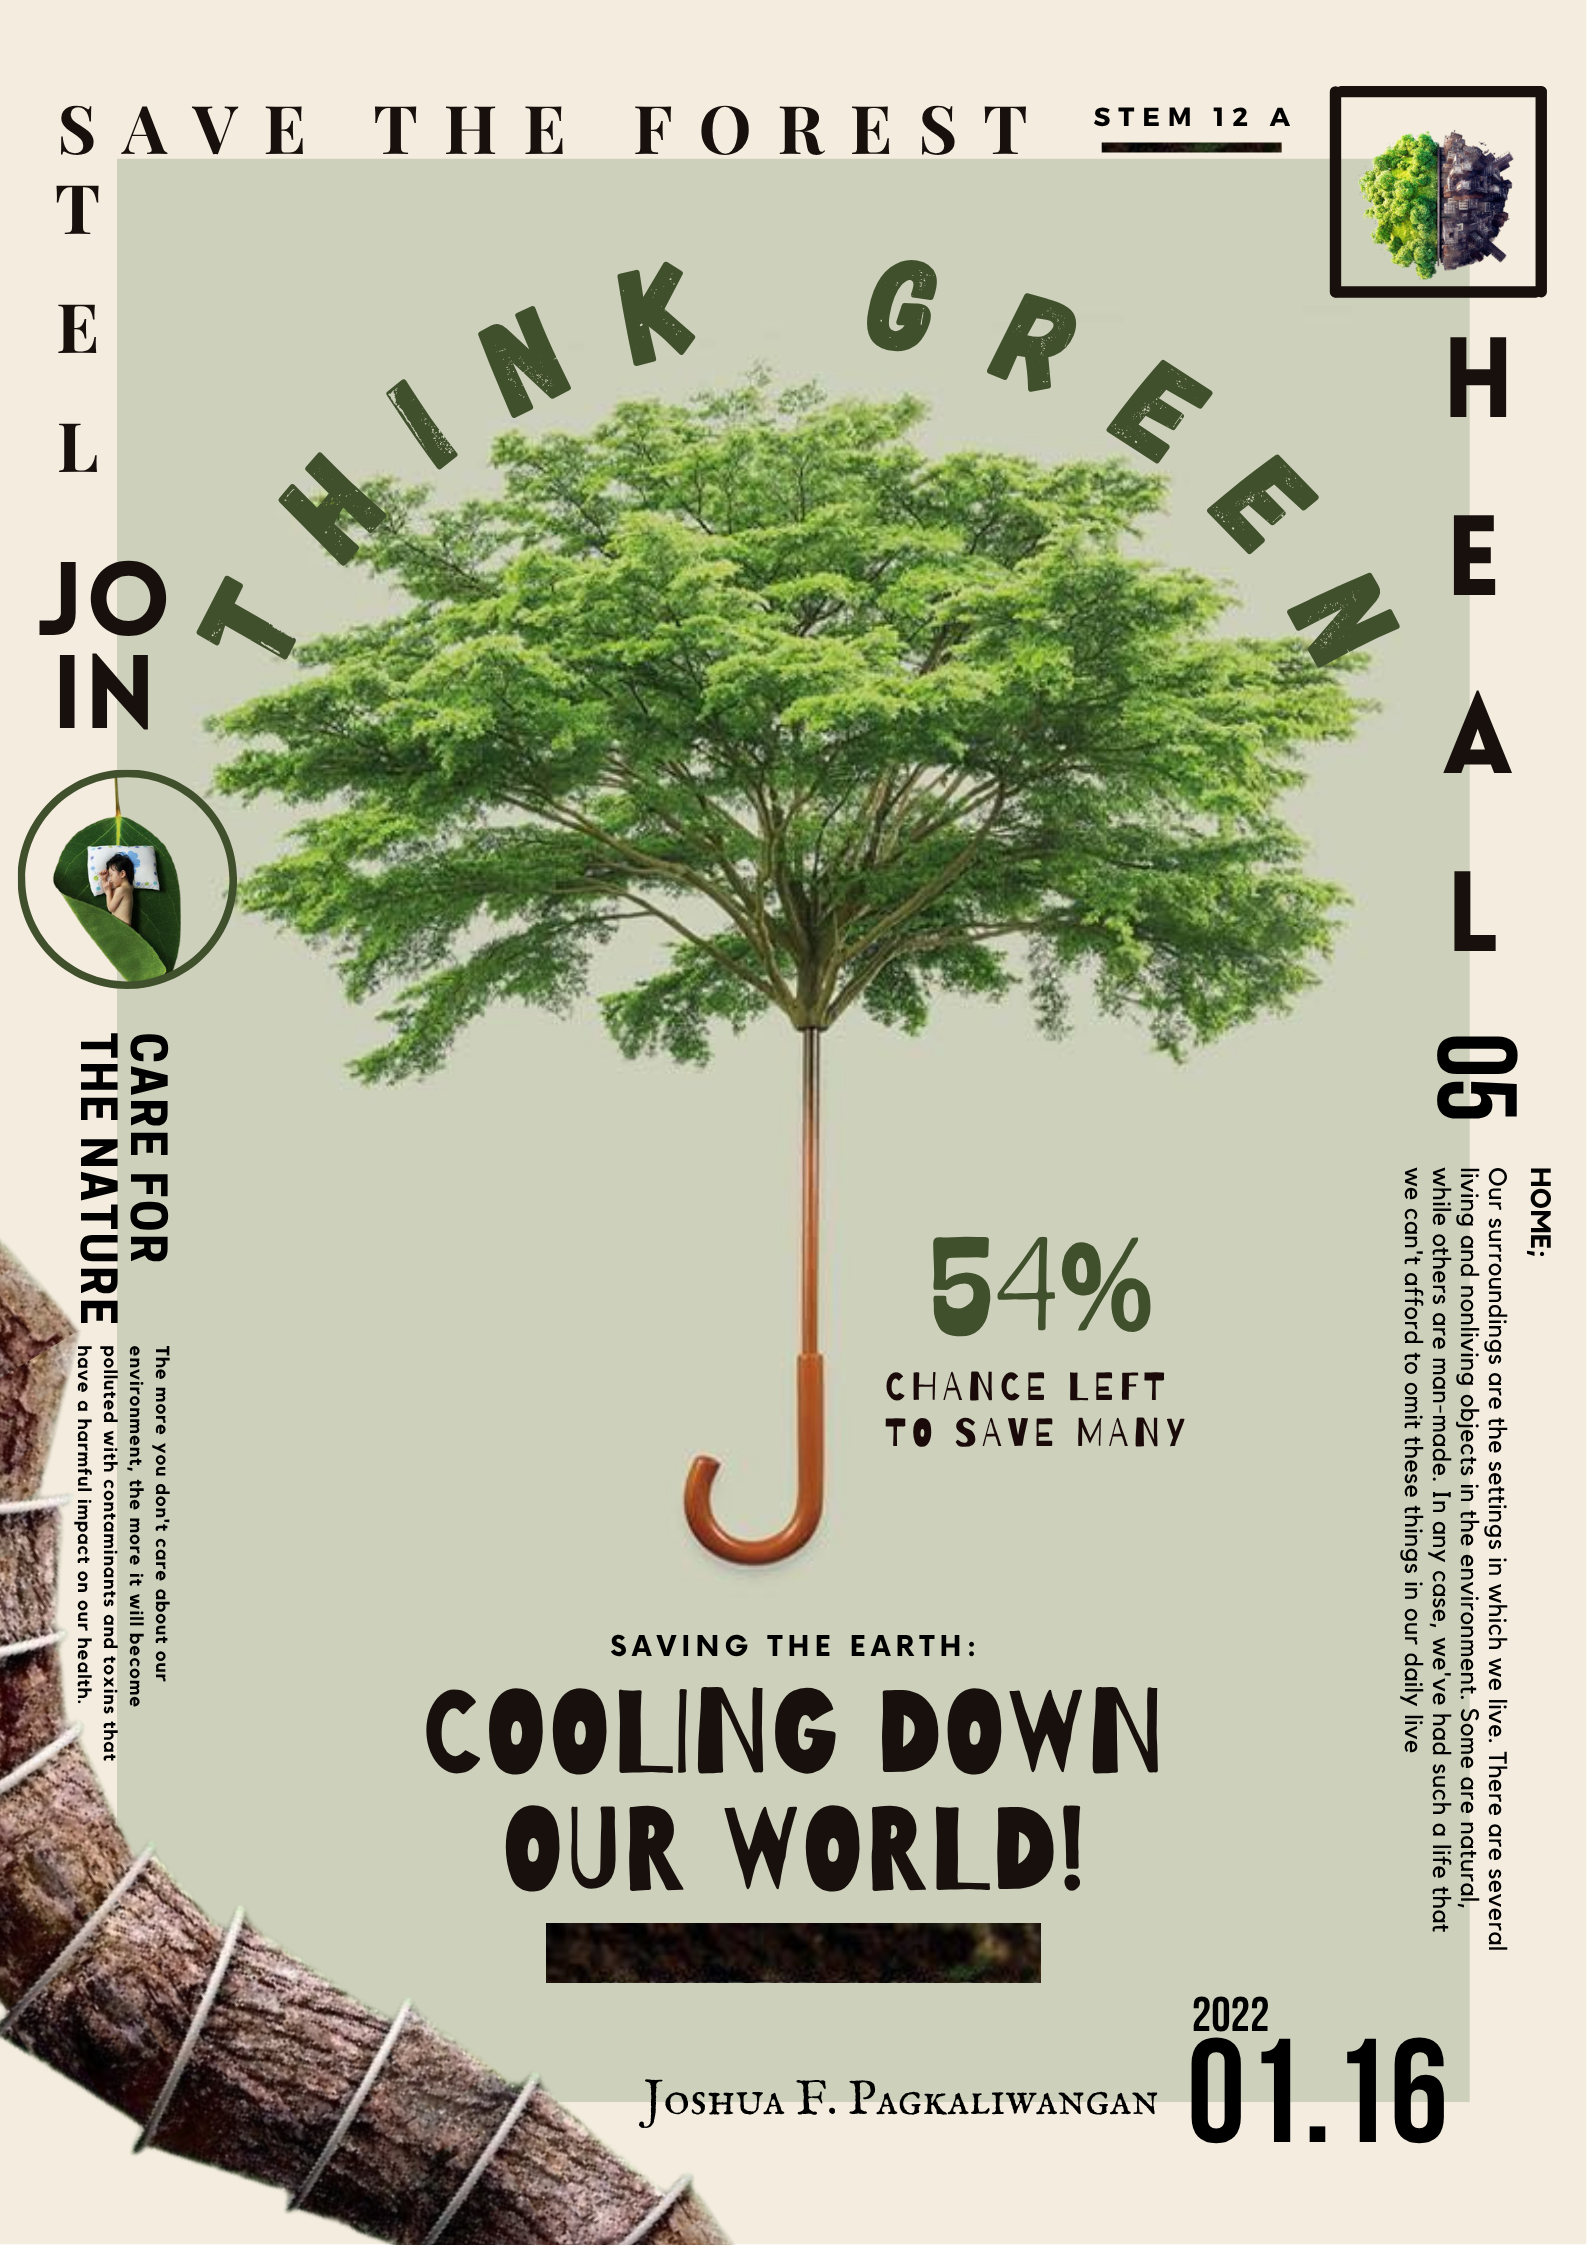 SAVE THE FOREST
STEM 12 A
S
T
E
L
THINK GREEN
H
E
A
L
JO
IN
CARE FOR
THE NATURE
The more you don't care about our
environment, the more it will become
polluted with contaminants and toxins that
have a harmful impact on our health.
05
HOME;
Our surroundings are the settings in which we live. There are several
living and nonliving objects in the environment. Some are natural,
while others are man-made. In any case, we've had such a life that
we can't afford to omit these things in our daily live
54%
CHANCE LEFT
TO SAVE MANY
SAVING THE EARTH:
COOLING DOWN
OUR WORLD!
2022
Joshua F. Pagkaliwangan
01.16